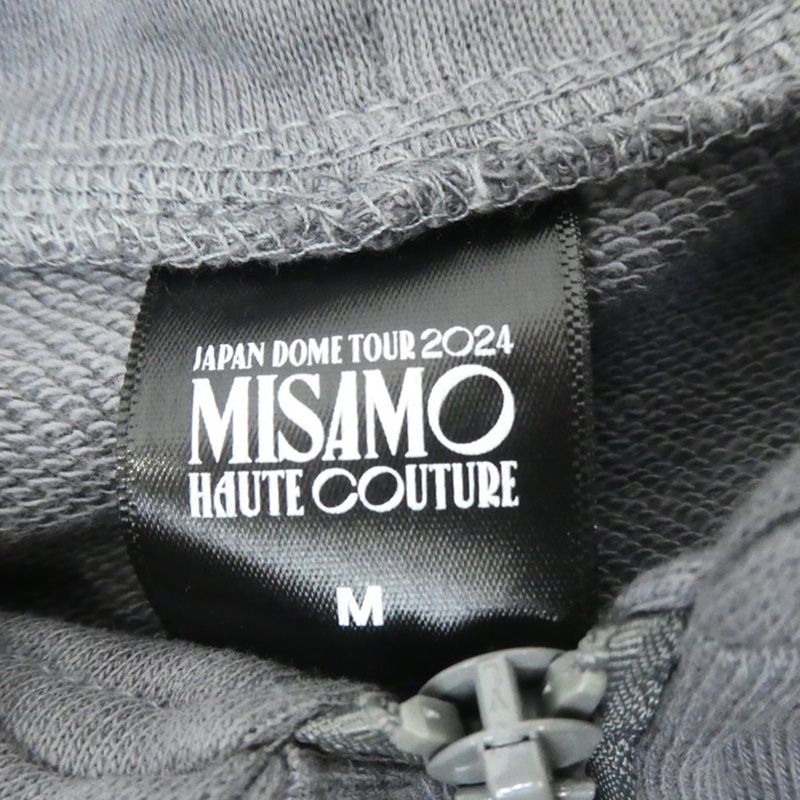 JAPAN DOME TOUR 2024
MISAMO
HAUTE COUTURE
M